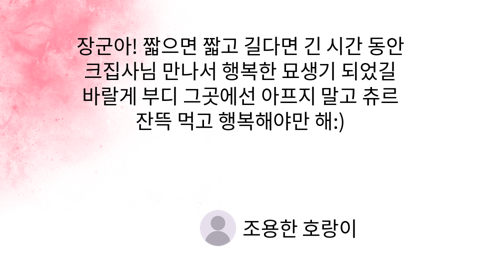 장군아! 짧으면 짧고 길다면 긴 시간 동안
크집사님 만나서 행복한 묘생기 되었길
바랄게 부디 그곳에선 아프지 말고 츄르
잔뜩 먹고 행복해야만 해:)
조용한 호랑이